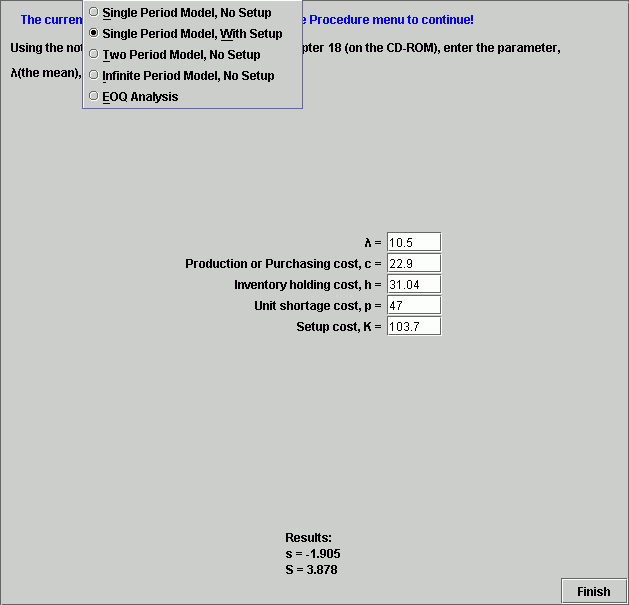 The curren
e Procedure menu to continue!
Single Period Model, No Setup
Single Period Model, With Setup
Two Period Model, No Setup
Infinite Period Model, No Setup
EOQ Analysis
Using the not
pter 18 (on the CD-ROM), enter the parameter,
λ(the mean),
λ = 10.5
Production or Purchasing cost, c = 22.9
Inventory holding cost, h = 31.04
Unit shortage cost, p = 47
Setup cost, K = 103.7
Results:
s = -1.905
S = 3.878
Finish